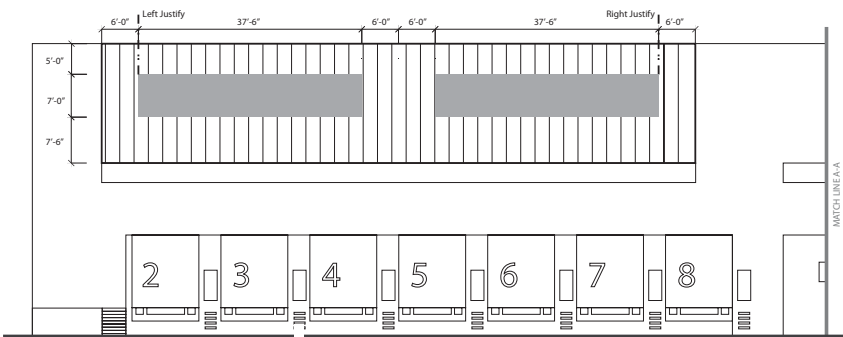 Left Justify
Right Justify
6'-0" 37'-6" 6'-0" 6'-0" 37'-6" 6'-0"
5'-0"
7'-0"
7'-6"
MATCH LINE A-A
2 3 4 5 6 7 8